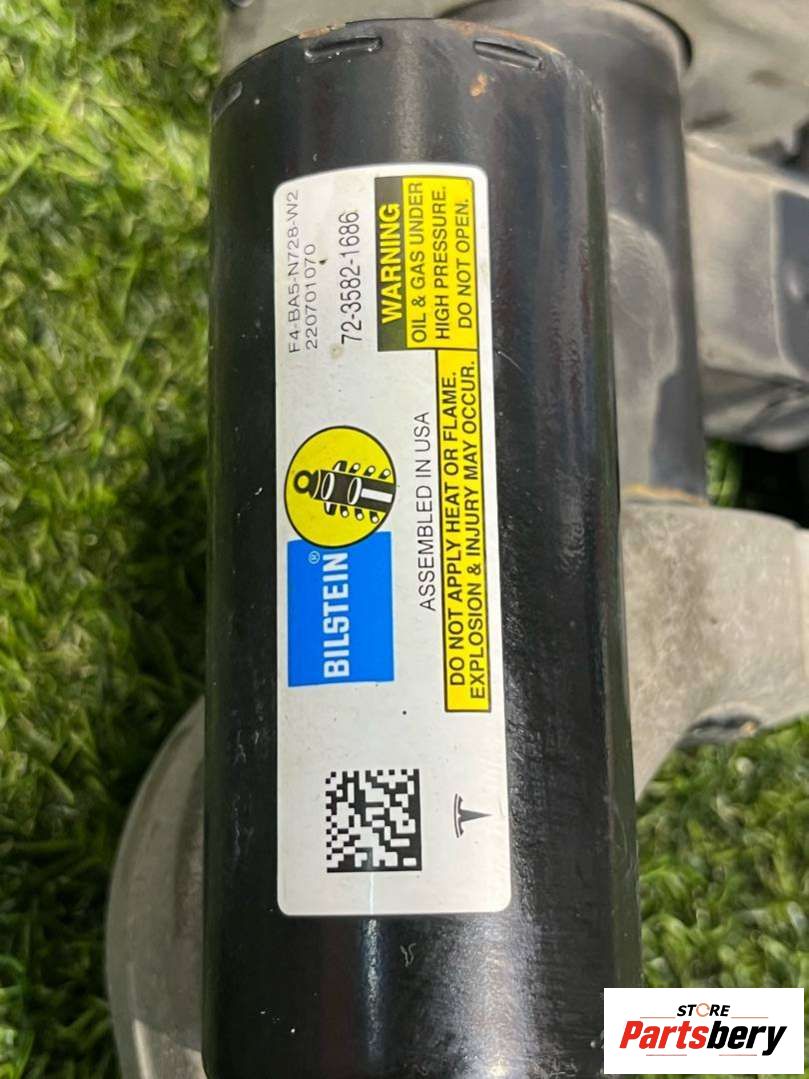 F4-BA5-N728-W2
220701070
72-3582-1686
WARNING
OIL & GAS UNDER
HIGH PRESSURE.
DO NOT OPEN.
BILSTEIN®
ASSEMBLED IN USA
DO NOT APPLY HEAT OR FLAME.
EXPLOSION & INJURY MAY OCCUR.
STORE
Partsbery